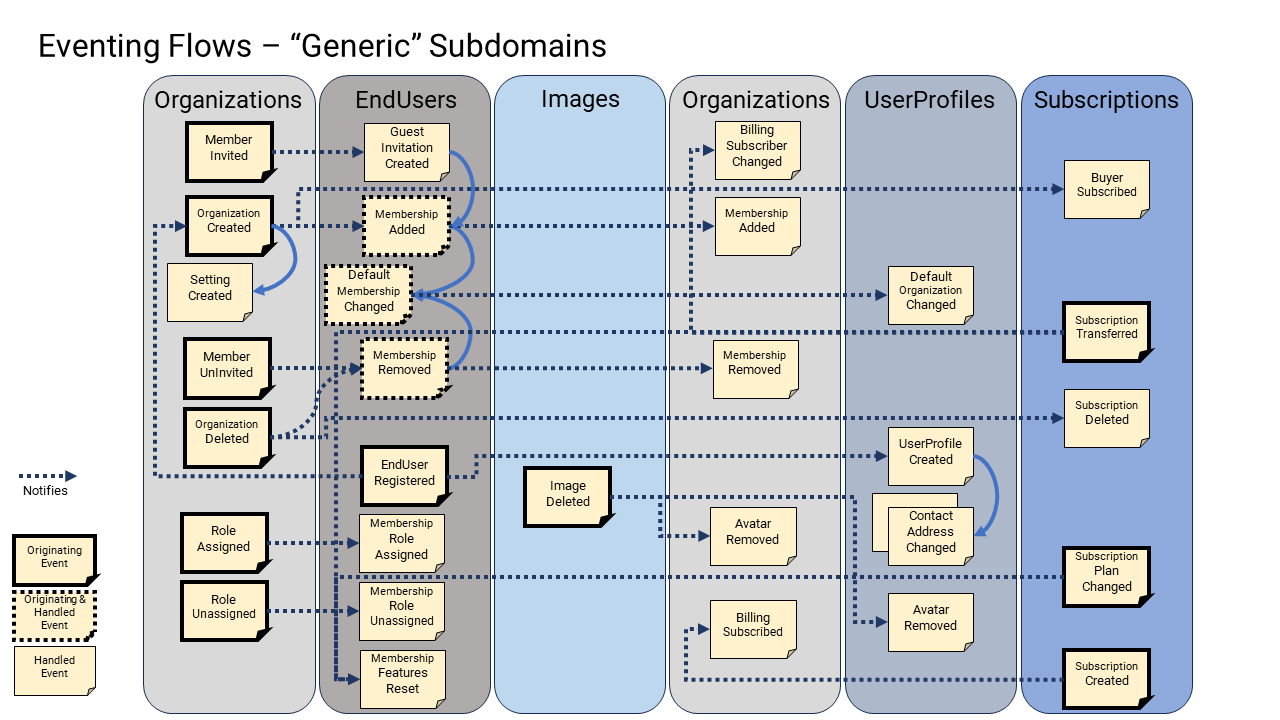 Eventing Flows – “Generic” Subdomains
Organizations
EndUsers
Images
Organizations
UserProfiles
Subscriptions
Member
Invited
Organization
Created
Setting
Created
Member
UnInvited
Organization
Deleted
Role
Assigned
Role
Unassigned
Guest
Invitation
Created
Membership
Added
Default
Membership
Changed
Membership
Removed
EndUser
Registered
Membership
Role
Assigned
Membership
Role
Unassigned
Membership
Features
Reset
Image
Deleted
Billing
Subscriber
Changed
Membership
Added
Membership
Removed
Avatar
Removed
Billing
Subscribed
Default
Organization
Changed
UserProfile
Created
Contact
Address
Changed
Avatar
Removed
Buyer
Subscribed
Subscription
Transferred
Subscription
Deleted
Subscription
Plan
Changed
Subscription
Created
Notifies
Originating
Event
Originating &
Handled
Event
Handled
Event